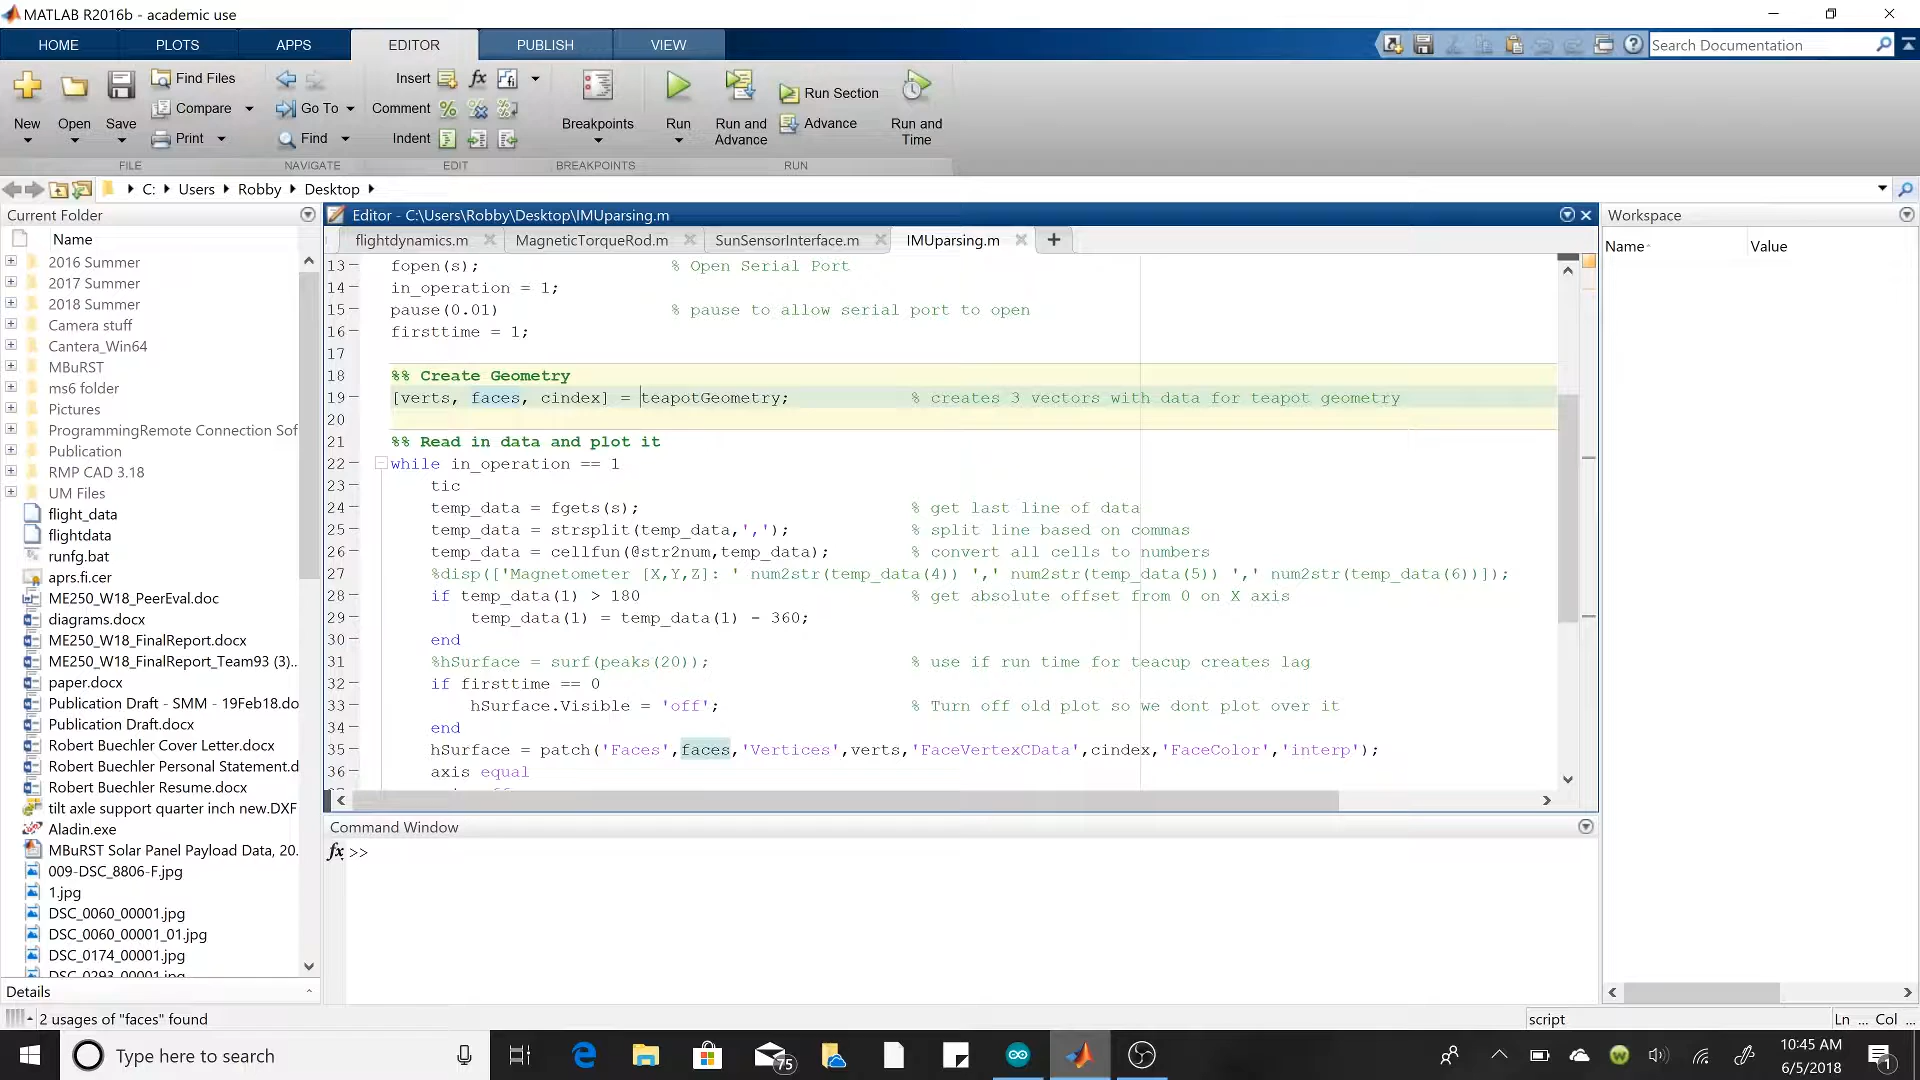 MATLAB R2016b - academic use
HOME PLOTS APPS EDITOR PUBLISH VIEW
Search Documentation
New
Open
Save
Find Files
Compare
Print
FILE
Go To
Find
NAVIGATE
Insert fx
Comment
Indent
EDIT
Breakpoints
BREAKPOINTS
Run
Run and Advance
Run Section
Advance
Run and Time
RUN
C: Users Robby Desktop
Current Folder
Name
2016 Summer
2017 Summer
2018 Summer
Camera stuff
Cantera_Win64
MBuRST
ms6 folder
Pictures
ProgrammingRemote Connection Sof
Publication
RMP CAD 3.18
UM Files
flight_data
flightdata
runfg.bat
aprs.fi.cer
ME250_W18_PeerEval.doc
diagrams.docx
ME250_W18_FinalReport.docx
ME250_W18_FinalReport_Team93 (3)...
paper.docx
Publication Draft - SMM - 19Feb18.do
Publication Draft.docx
Robert Buechler Cover Letter.docx
Robert Buechler Personal Statement.d
Robert Buechler Resume.docx
tilt axle support quarter inch new.DXF
Aladin.exe
MBuRST Solar Panel Payload Data, 20.
009-DSC_8806-F.jpg
1.jpg
DSC_0060_00001.jpg
DSC_0060_00001_01.jpg
DSC_0174_00001.jpg
DSC_0293_00001.jpg
Details
2 usages of "faces" found
Editor - C:\Users\Robby\Desktop\IMUparsing.m
flightdynamics.m MagneticTorqueRod.m SunSensorInterface.m IMUparsing.m
13 fopen(s); % Open Serial Port
14 in_operation = 1;
15 pause(0.01) % pause to allow serial port to open
16 firsttime = 1;
17
18 %% Create Geometry
19 [verts, faces, cindex] = teapotGeometry; % creates 3 vectors with data for teapot geometry
20
21 %% Read in data and plot it
22 while in_operation == 1
23 tic
24 temp_data = fgets(s); % get last line of data
25 temp_data = strsplit(temp_data,','); % split line based on commas
26 temp_data = cellfun(@str2num,temp_data); % convert all cells to numbers
27 %disp(['Magnetometer [X,Y,Z]: ' num2str(temp_data(4)) ',' num2str(temp_data(5)) ',' num2str(temp_data(6))]);
28 if temp_data(1) > 180 % get absolute offset from 0 on X axis
29 temp_data(1) = temp_data(1) - 360;
30 end
31 %hSurface = surf(peaks(20)); % use if run time for teacup creates lag
32 if firsttime == 0
33 hSurface.Visible = 'off'; % Turn off old plot so we dont plot over it
34 end
35 hSurface = patch('Faces',faces,'Vertices',verts,'FaceVertexCData',cindex,'FaceColor','interp');
36 axis equal
Command Window
fx >>
Workspace
Name Value
script
Ln ... Col ...
Type here to search
75
10:45 AM
6/5/2018
1